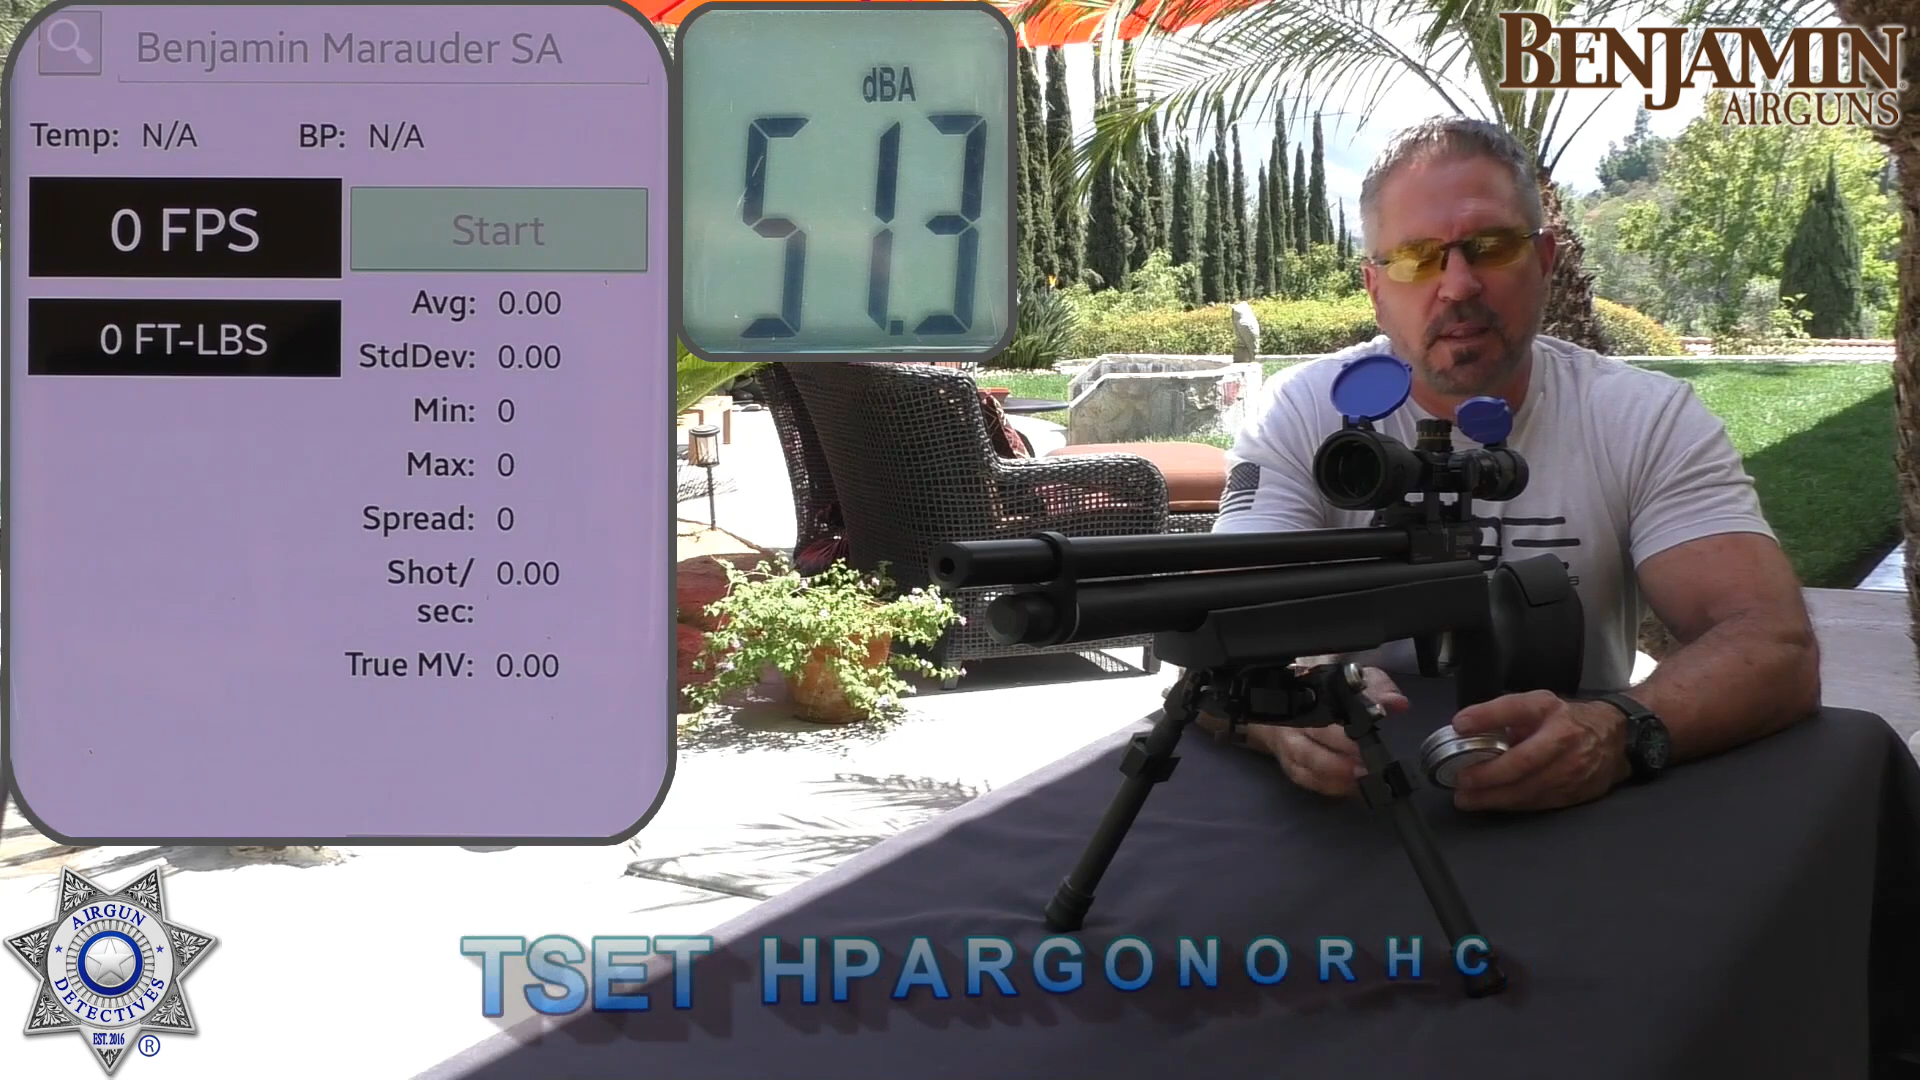 Benjamin Marauder SA
Temp: N/A BP: N/A
0 FPS
Start
0 FT-LBS
Avg: 0.00
StdDev: 0.00
Min: 0
Max: 0
Spread: 0
Shot/ sec: 0.00
True MV: 0.00
dBA
51.3
BENJAMIN
AIRGUNS
TSET HPARGONORHC
AIRGUN
DETECTIVES
EST. 2016
®